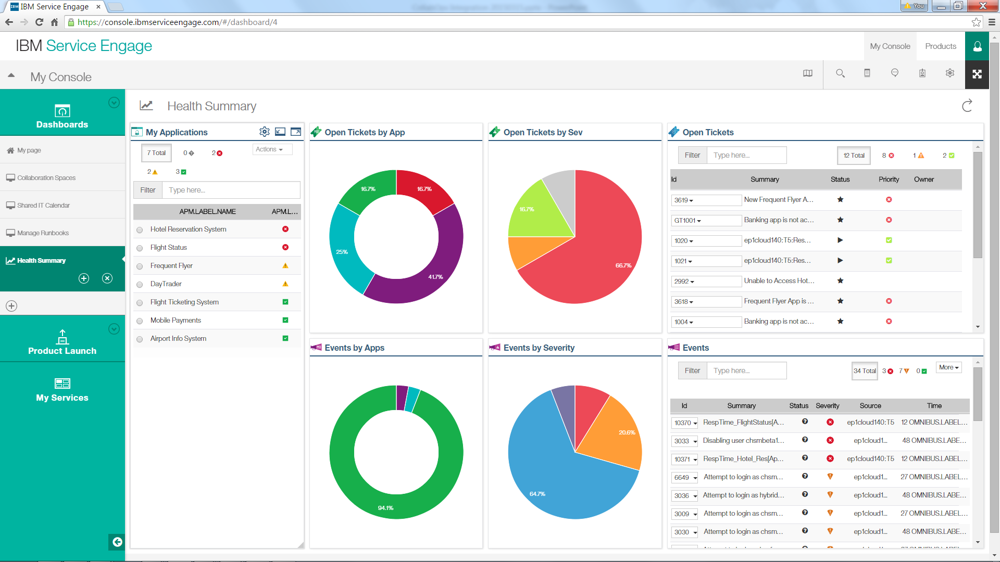 IBM Service Engage
You
https://console.ibmserviceengage.com/#/dashboard/4
IBM Service Engage
My Console
Products
My Console
Dashboards
My page
Collaboration Spaces
Shared IT Calendar
Manage Runbooks
Health Summary
Product Launch
My Services
Health Summary
My Applications
7 Total
0
2
Actions
2
3
Filter
Type here...
APM.LABEL.NAME
APM.L...
Hotel Reservation System
Flight Status
Frequent Flyer
DayTrader
Flight Ticketing System
Mobile Payments
Airport Info System
Open Tickets by App
16.7%
16.7%
25%
41.7%
Open Tickets by Sev
16.7%
66.7%
Open Tickets
Filter
Type here...
12 Total
8
1
2
Id Summary Status Priority Owner
3619 New Frequent Flyer A...
GT1001 Banking app is not ac...
1020 ep1cloud140:T5:Res...
1021 ep1cloud140:T5:Res...
2992 Unable to Access Hot...
3618 Frequent Flyer App is ...
1004 Banking app is not ac...
Events by Apps
94.1%
Events by Severity
20.6%
64.7%
Events
Filter
Type here...
34 Total
3
7
0
More
Id Summary Status Severity Source Time
10370 RespTime_FlightStatus[A... ep1cloud140:T5 12 OMNIBUS.LABEL...
3033 Disabling user chsmbeta1... ep1cloud1... 48 OMNIBUS.LABE...
10371 RespTime_Hotel_Res[Ap... ep1cloud140:T5 12 OMNIBUS.LABEL...
6649 Attempt to login as chsm... ep1cloud1... 27 OMNIBUS.LABEL...
3036 Attempt to login as hybrid... ep1cloud1... 48 OMNIBUS.LABE...
3009 Attempt to login as chsm... ep1cloud1... 27 OMNIBUS.LABEL...
3030 Attempt to login as chsm... ep1cloud1... 48 OMNIBUS.LABE...